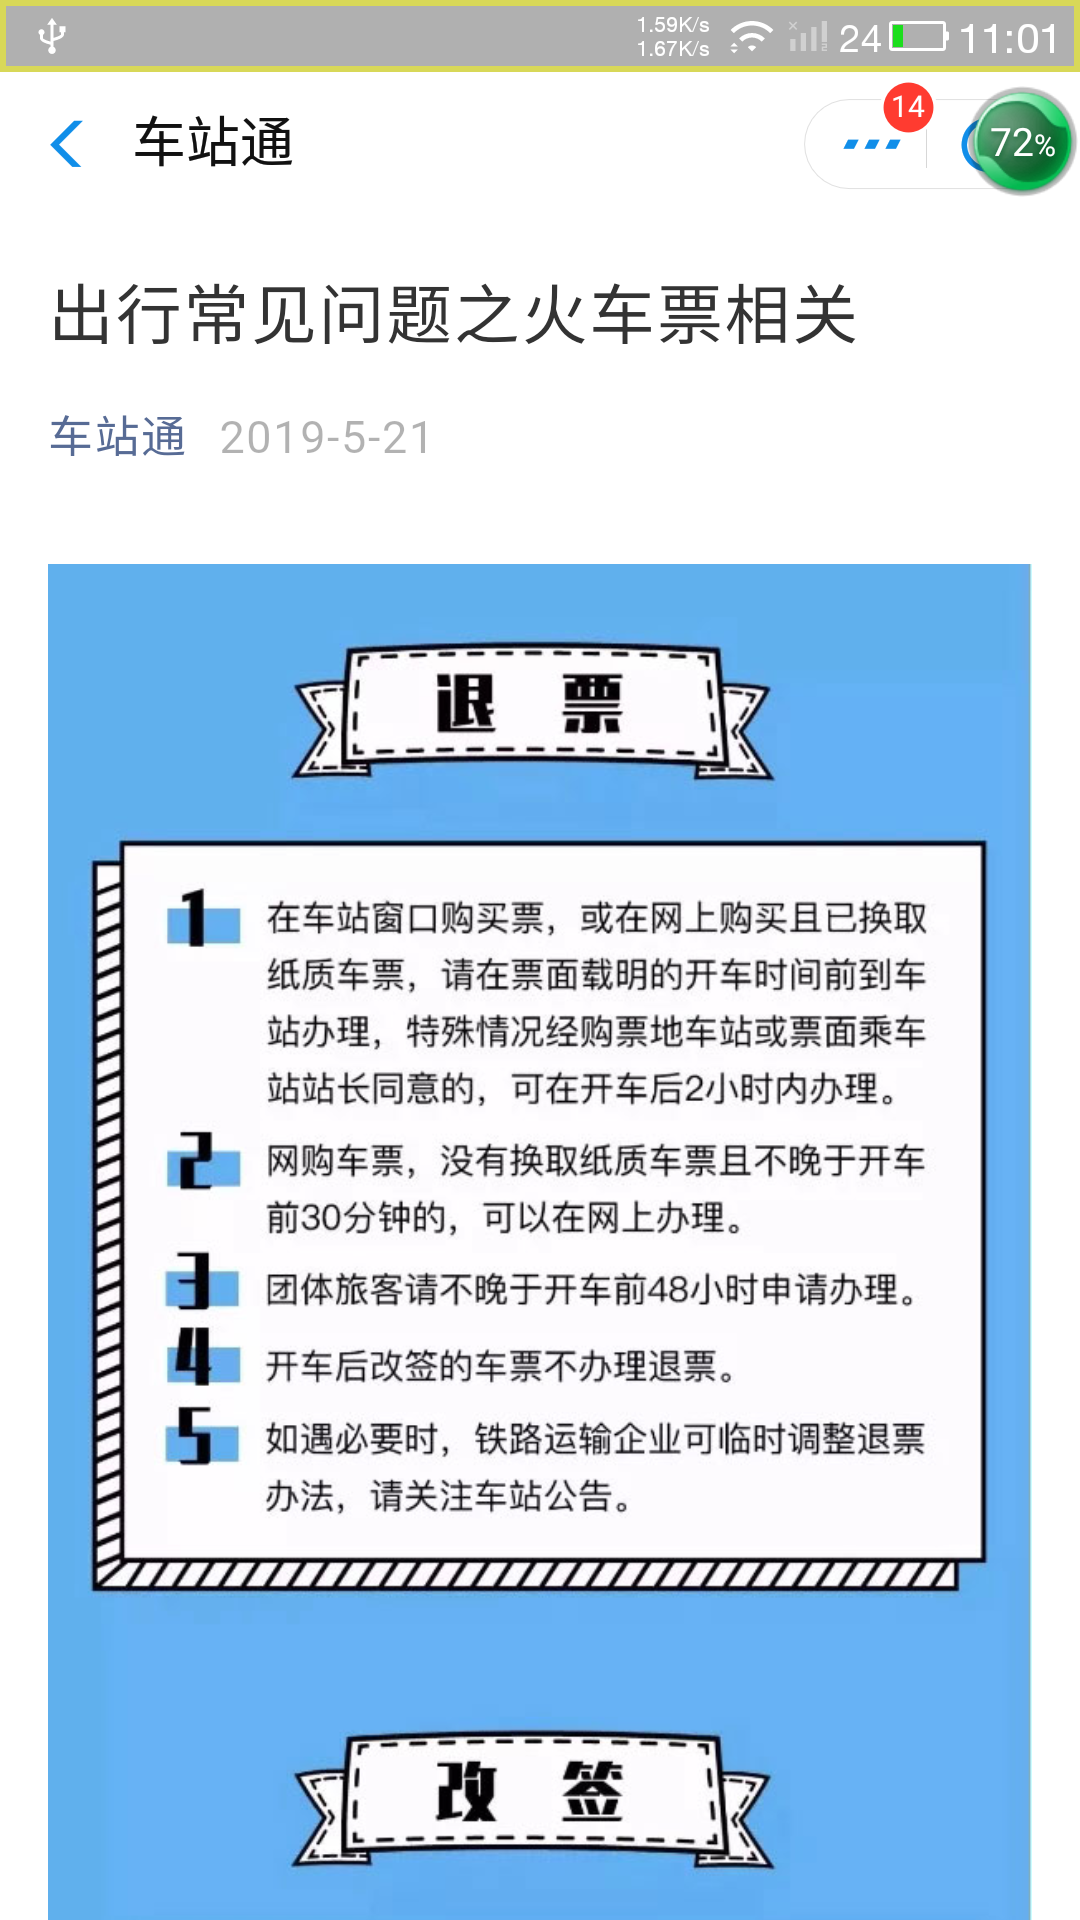 1.59K/s
1.67K/s
24
11:01
车站通
14
72%
出行常见问题之火车票相关
车站通 2019-5-21
退 票
1 在车站窗口购买票，或在网上购买且已换取
纸质车票，请在票面载明的开车时间前到车
站办理，特殊情况经购票地车站或票面乘车
站站长同意的，可在开车后2小时内办理。
2 网购车票，没有换取纸质车票且不晚于开车
前30分钟的，可以在网上办理。
3 团体旅客请不晚于开车前48小时申请办理。
4 开车后改签的车票不办理退票。
5 如遇必要时，铁路运输企业可临时调整退票
办法，请关注车站公告。
改 签